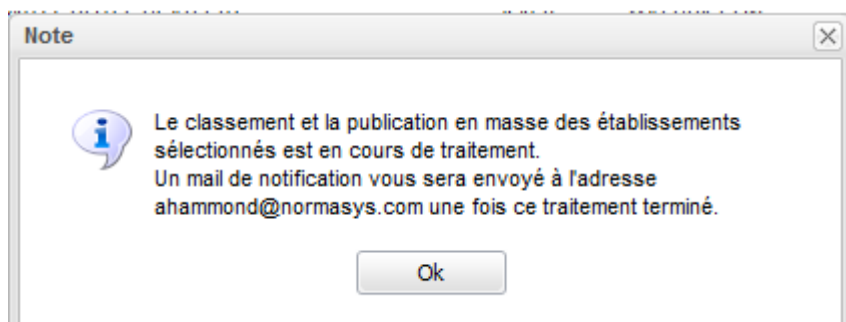 Note
Le classement et la publication en masse des établissements
sélectionnés est en cours de traitement.
Un mail de notification vous sera envoyé à l'adresse
ahammond@normasys.com une fois ce traitement terminé.
Ok